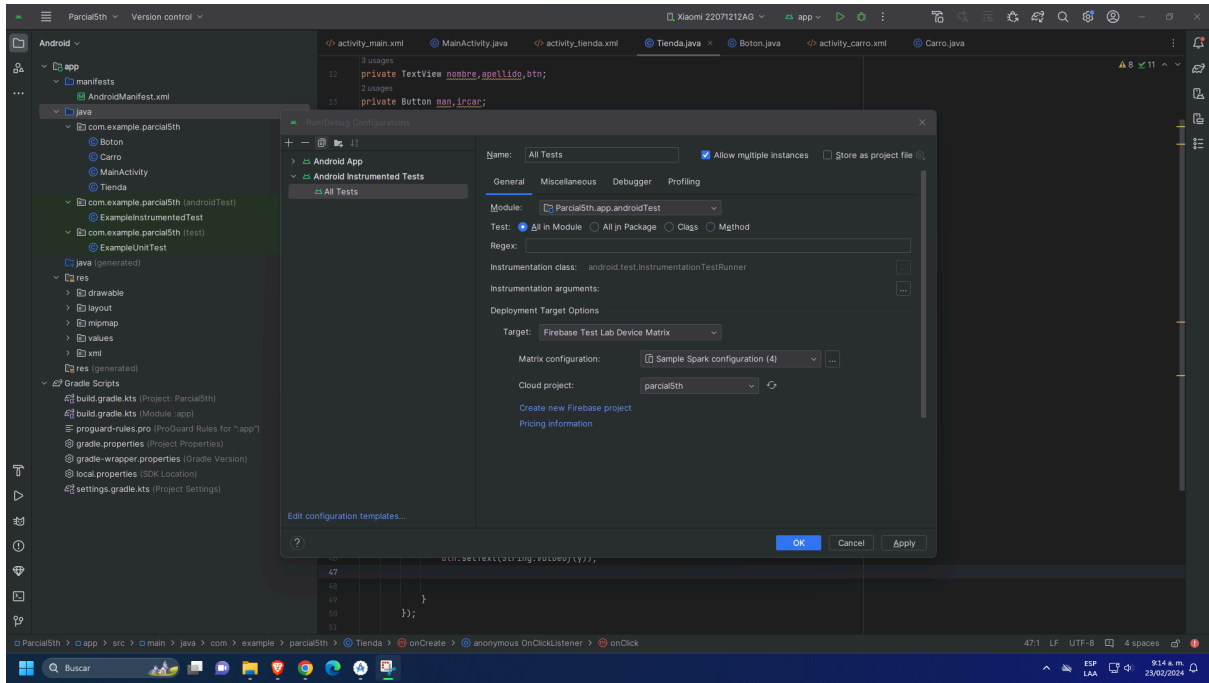 Parcial5th Version control Xiaomi 22071212AG app
Android
activity_main.xml MainActivity.java activity_tienda.xml Tienda.java Boton.java activity_carro.xml Carro.java
8 11
app
manifests
AndroidManifest.xml
java
com.example.parcial5th
Boton
Carro
MainActivity
Tienda
com.example.parcial5th (androidTest)
ExampleInstrumentedTest
com.example.parcial5th (test)
ExampleUnitTest
java (generated)
res
drawable
layout
mipmap
values
xml
res (generated)
Gradle Scripts
build.gradle.kts (Project: Parcial5th)
build.gradle.kts (Module :app)
proguard-rules.pro (ProGuard Rules for ":app")
gradle.properties (Project Properties)
gradle-wrapper.properties (Gradle Version)
local.properties (SDK Location)
settings.gradle.kts (Project Settings)
3 usages
12 private TextView nombre,apellido,btn;
2 usages
13 private Button man,ircar;
Run/Debug Configurations
Android App
Android Instrumented Tests
All Tests
Edit configuration templates...
Name: All Tests Allow multiple instances Store as project file
General Miscellaneous Debugger Profiling
Module: Parcial5th.app.androidTest
Test: All in Module All in Package Class Method
Regex:
Instrumentation class: android.test.InstrumentationTestRunner ...
Instrumentation arguments: ...
Deployment Target Options
Target: Firebase Test Lab Device Matrix
Matrix configuration: Sample Spark configuration (4) ...
Cloud project: parcial5th
Create new Firebase project
Pricing information
? OK Cancel Apply
btn.setText(String.valueOf(y));
47
48
49 }
50 });
51
Parcial5th > app > src > main > java > com > example > parcial5th > Tienda > onCreate > anonymous OnClickListener > onClick 47:1 LF UTF-8 4 spaces
Buscar
ESP
LAA
9:14 a. m.
23/02/2024